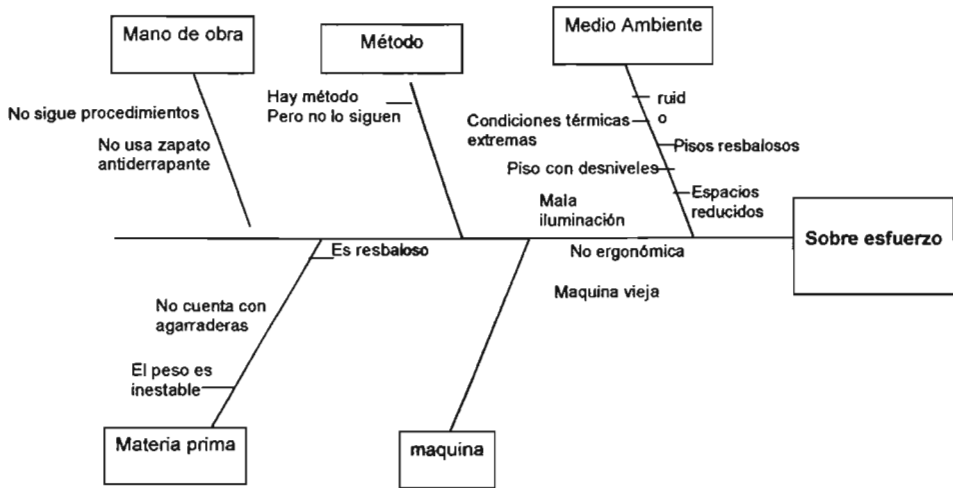 Mano de obra
Método
Medio Ambiente
No sigue procedimientos
No usa zapato
antiderrapante
Hay método
Pero no lo siguen
ruid
o
Condiciones térmicas
extremas
Pisos resbalosos
Piso con desniveles
Espacios
reducidos
Mala
iluminación
Sobre esfuerzo
Es resbaloso
No ergonómica
Maquina vieja
No cuenta con
agarraderas
El peso es
inestable
Materia prima
maquina